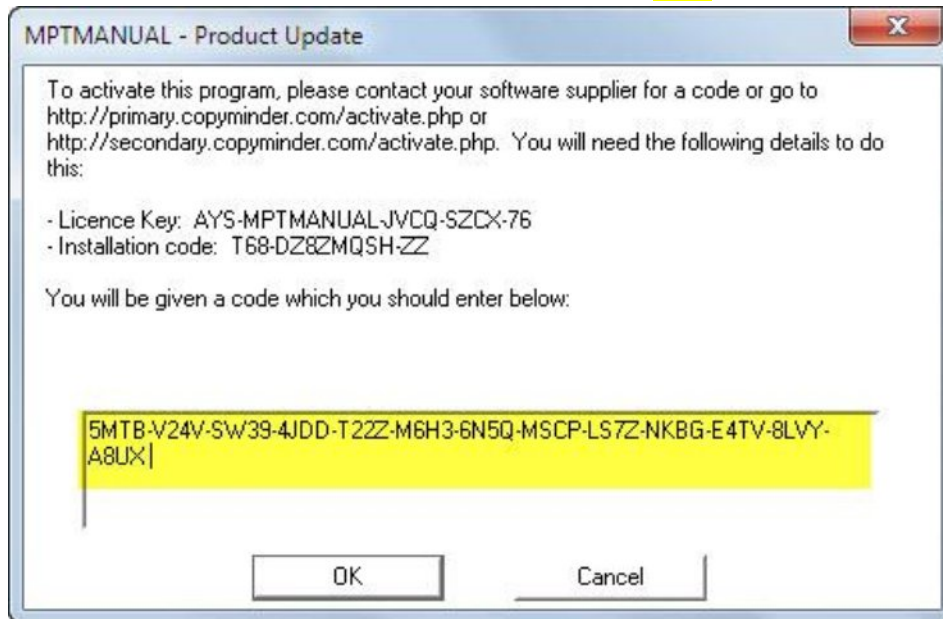 MPTMANUAL - Product Update
To activate this program, please contact your software supplier for a code or go to
http://primary.copyminder.com/activate.php or
http://secondary.copyminder.com/activate.php. You will need the following details to do
this:
- Licence Key: AYS-MPTMANUAL-JVCQ-SZCX-76
- Installation code: T68-DZ8ZMQSH-ZZ
You will be given a code which you should enter below:
5MTB-V24V-SW39-4JDD-T22Z-M6H3-6N5Q-MSCP-LS7Z-NKBG-E4TV-8LVY-
A8UX
OK
Cancel